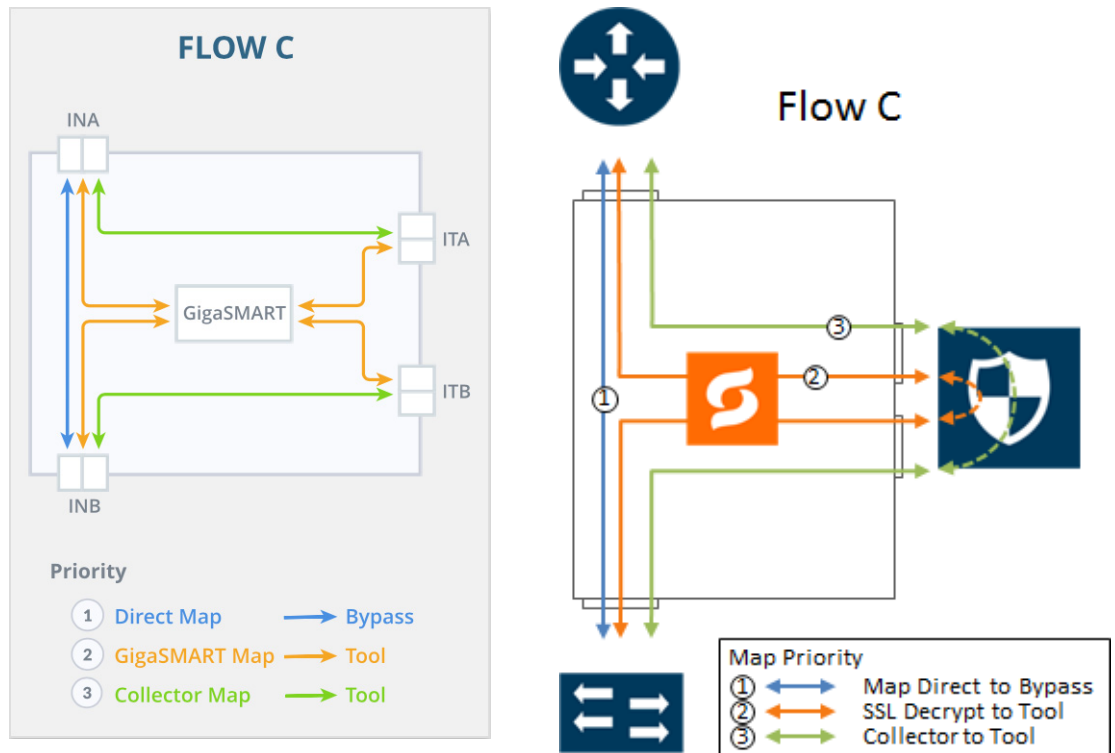 FLOW C
INA
ITA
GigaSMART
ITB
INB
Priority
1 Direct Map Bypass
2 GigaSMART Map Tool
3 Collector Map Tool
Flow C
3
2
1
Map Priority
1 Map Direct to Bypass
2 SSL Decrypt to Tool
3 Collector to Tool